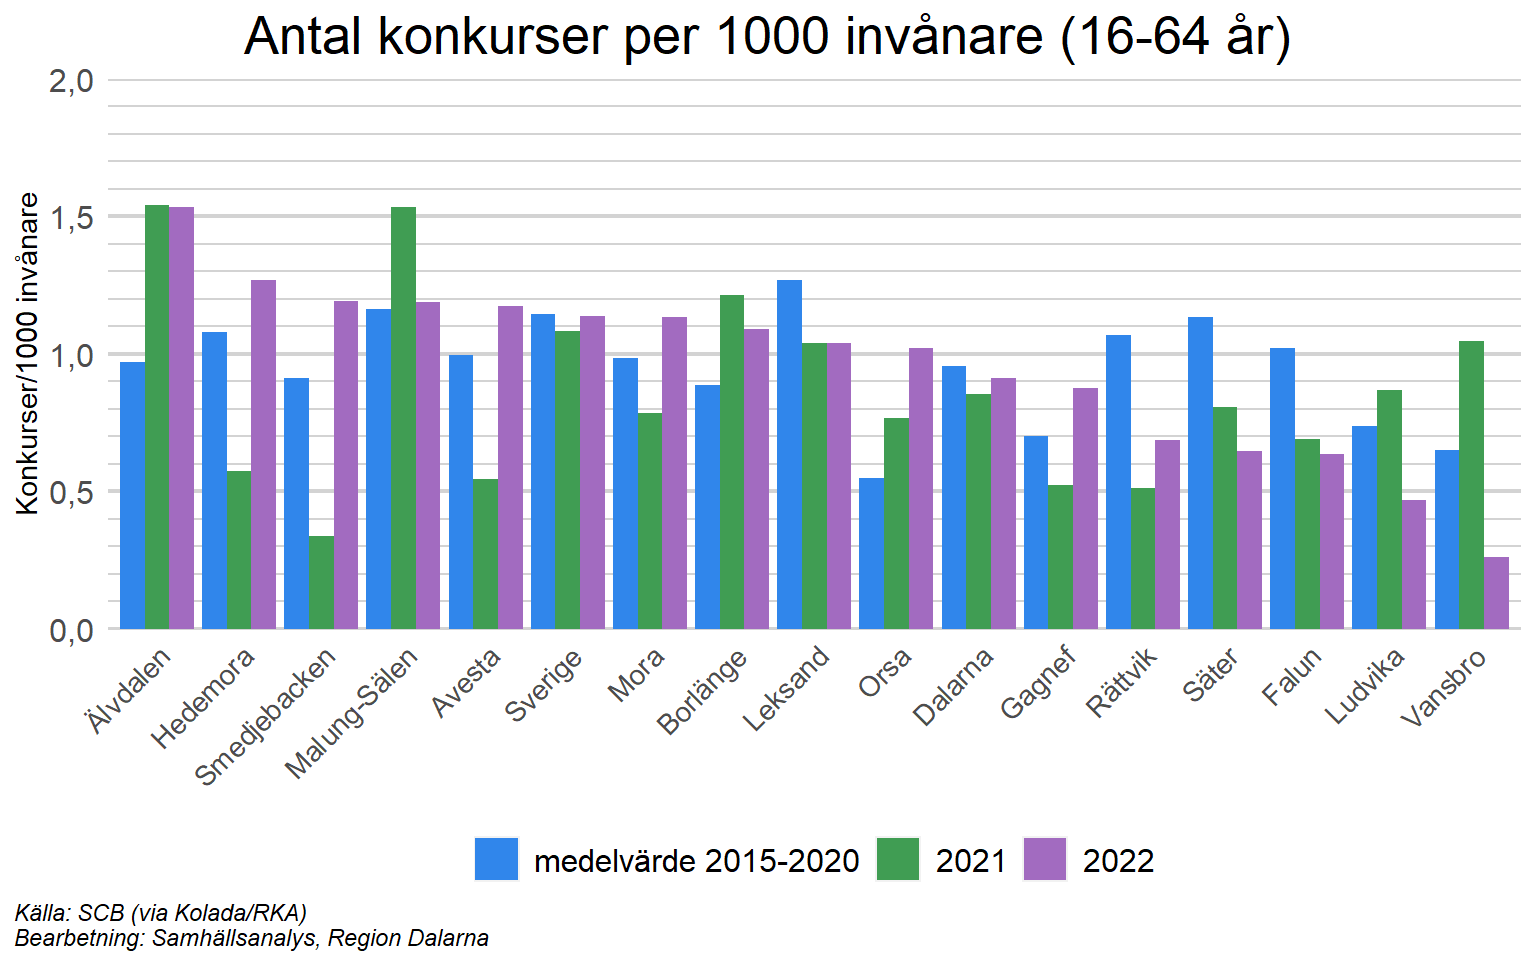 Antal konkurser per 1000 invånare (16-64 år)
Konkurser/1000 invånare
2,0
1,5
1,0
0,5
0,0
Älvdalen
Hedemora
Smedjebacken
Malung-Sälen
Avesta
Sverige
Mora
Borlänge
Leksand
Orsa
Dalarna
Gagnef
Rättvik
Säter
Falun
Ludvika
Vansbro
medelvärde 2015-2020 2021 2022
Källa: SCB (via Kolada/RKA)
Bearbetning: Samhällsanalys, Region Dalarna